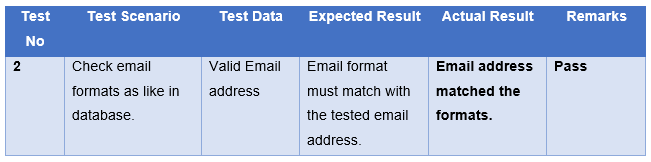 Test No
Test Scenario
Test Data
Expected Result
Actual Result
Remarks
2
Check email
formats as like in
database.
Valid Email
address
Email format
must match with
the tested email
address.
Email address
matched the
formats.
Pass